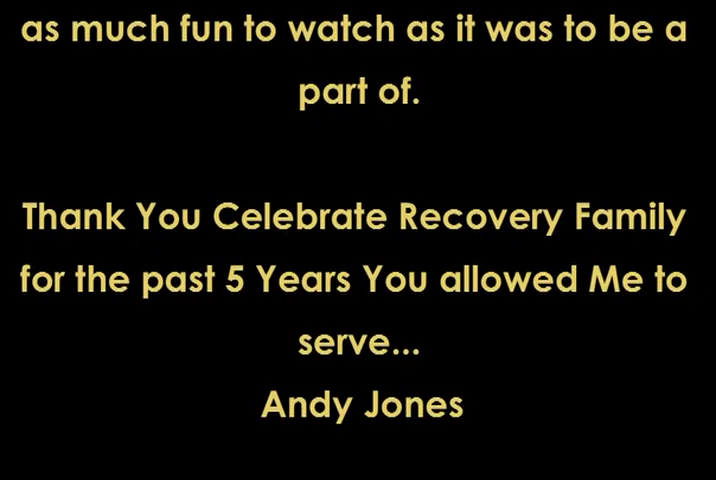 as much fun to watch as it was to be a
part of.
Thank You Celebrate Recovery Family
for the past 5 Years You allowed Me to
serve...
Andy Jones